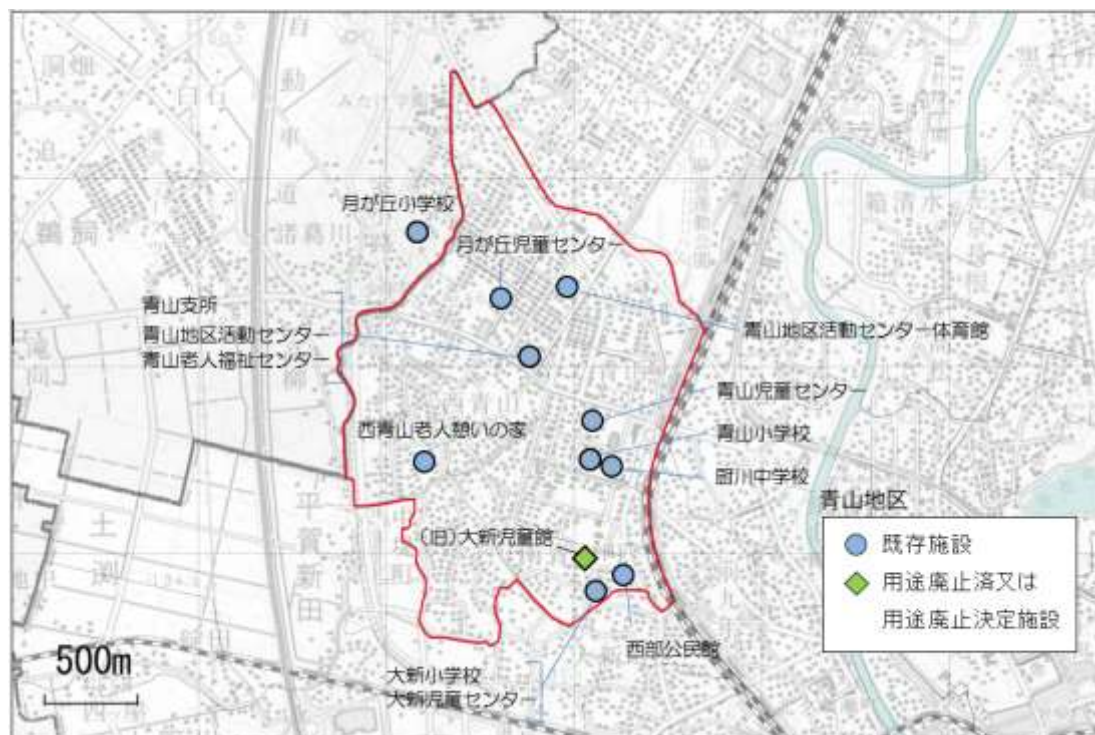 月が丘小学校
月が丘児童センター
青山支所
青山地区活動センター
青山老人福祉センター
青山地区活動センター体育館
青山児童センター
青山小学校
厨川中学校
西青山老人憩いの家
(旧)大新児童館
西部公民館
大新小学校
大新児童センター
青山地区
既存施設
用途廃止済又は
用途廃止決定施設
500m